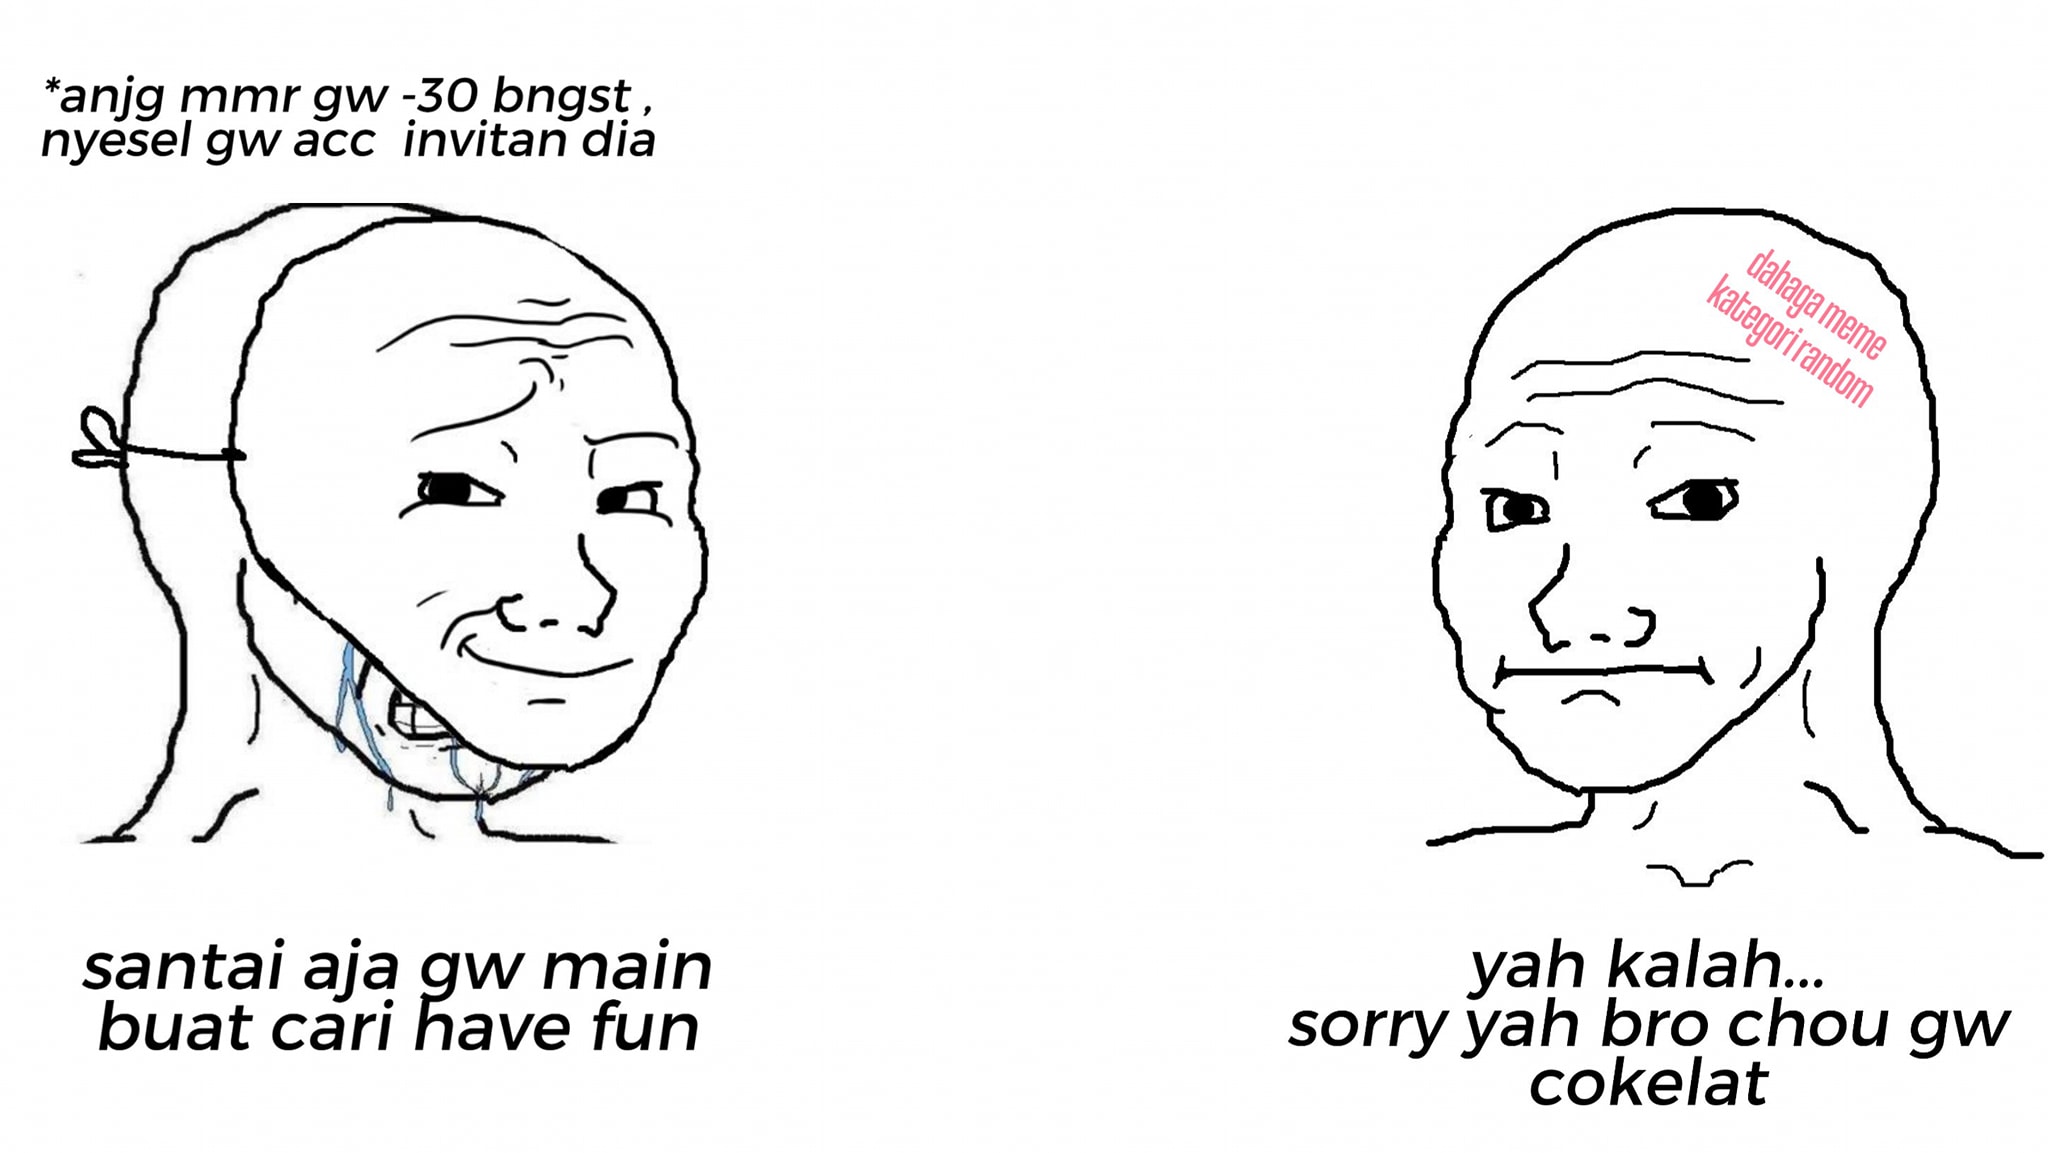 *anjg mmr gw -30 bngst ,
nyesel gw acc invitan dia
dahaga meme
kategori random
santai aja gw main
buat cari have fun
yah kalah...
sorry yah bro chou gw
cokelat